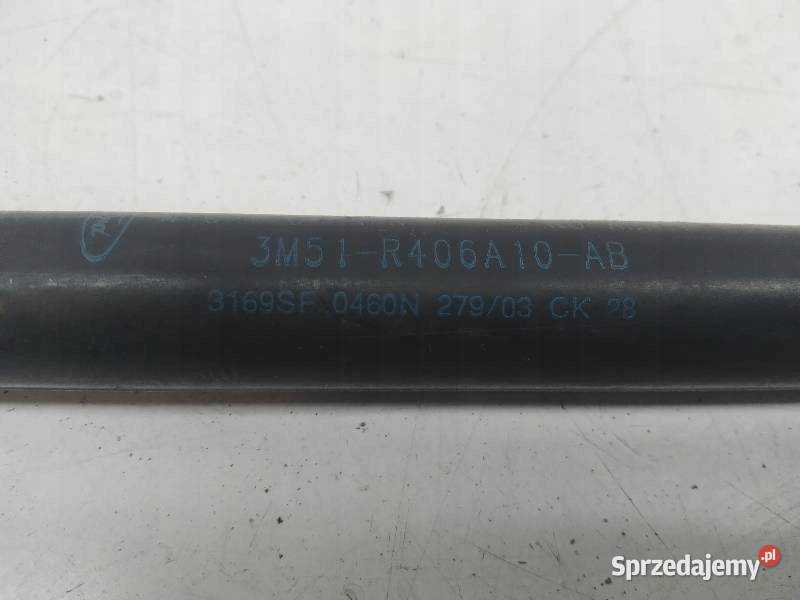 3M51-R406A10-AB
3169SF 0460N 279/03 CK 28
Sprzedajemy.pl